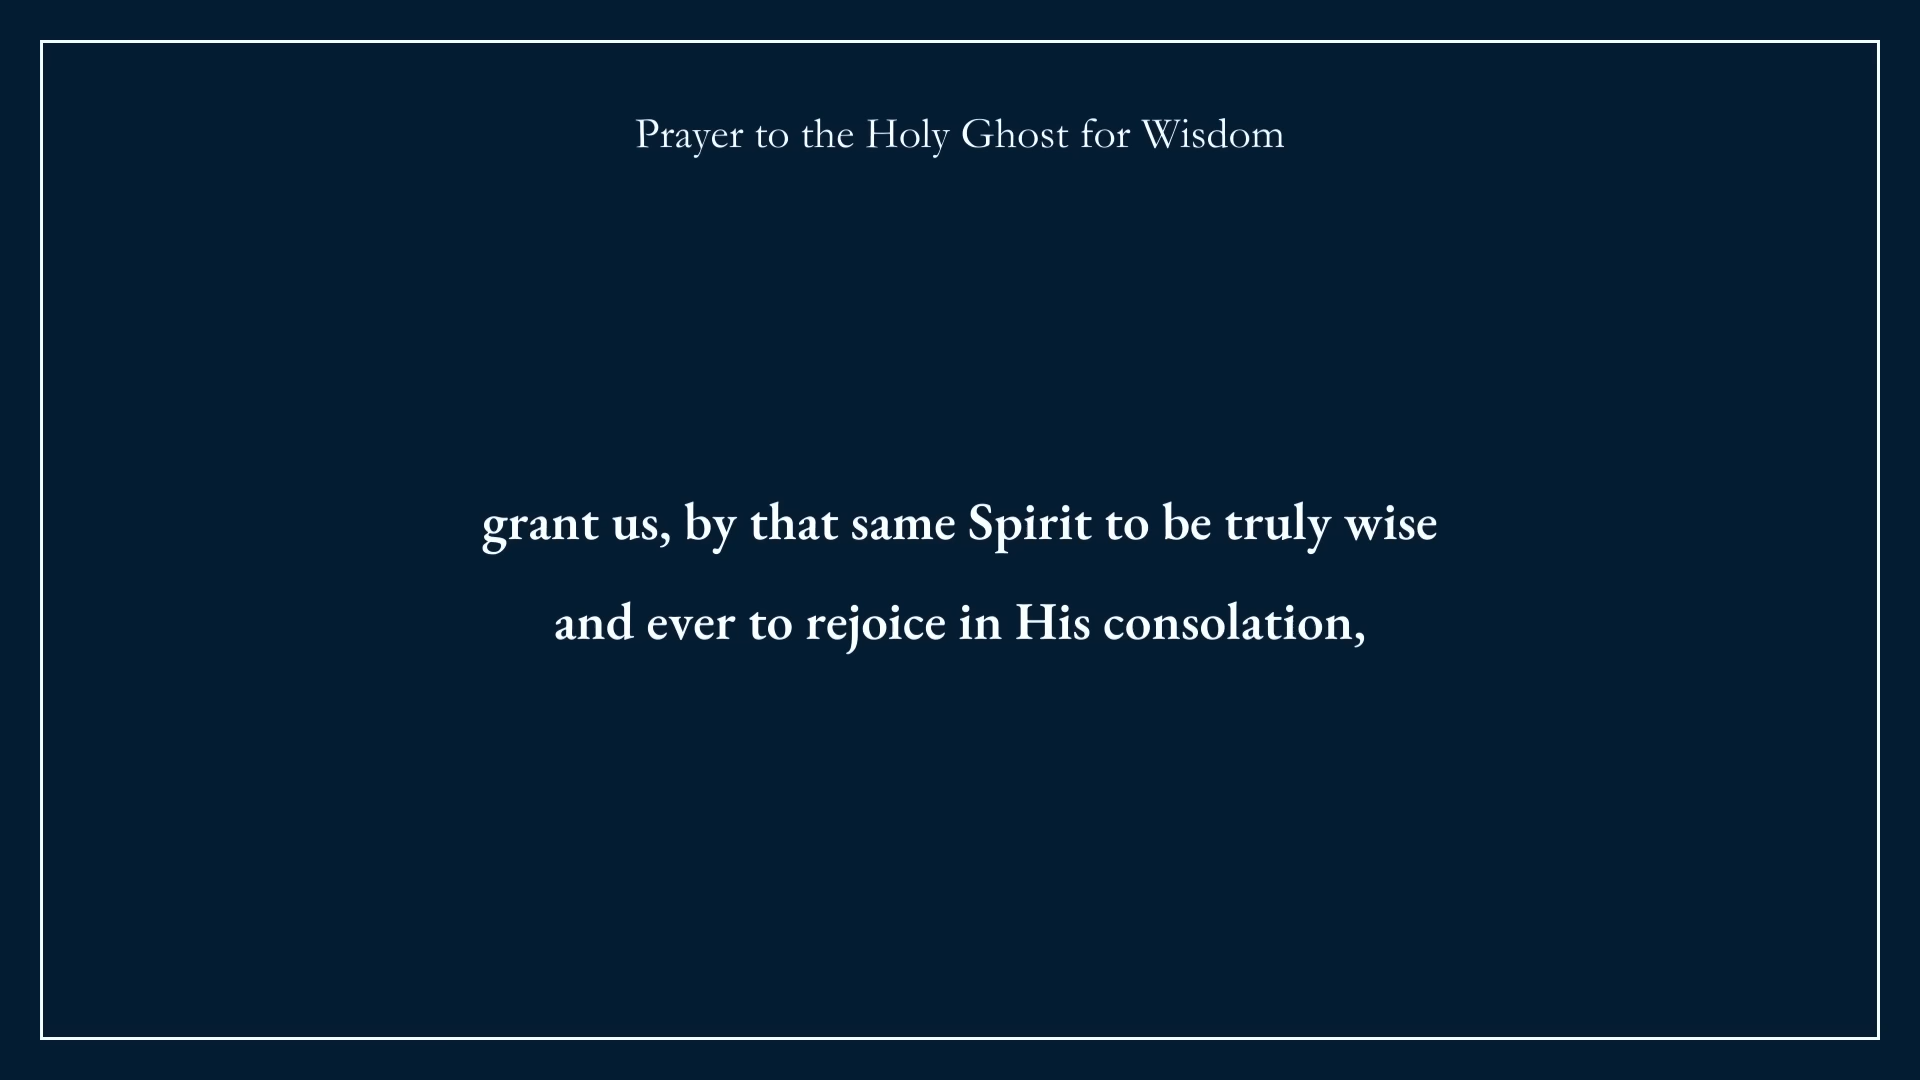 Prayer to the Holy Ghost for Wisdom
grant us, by that same Spirit to be truly wise
and ever to rejoice in His consolation,